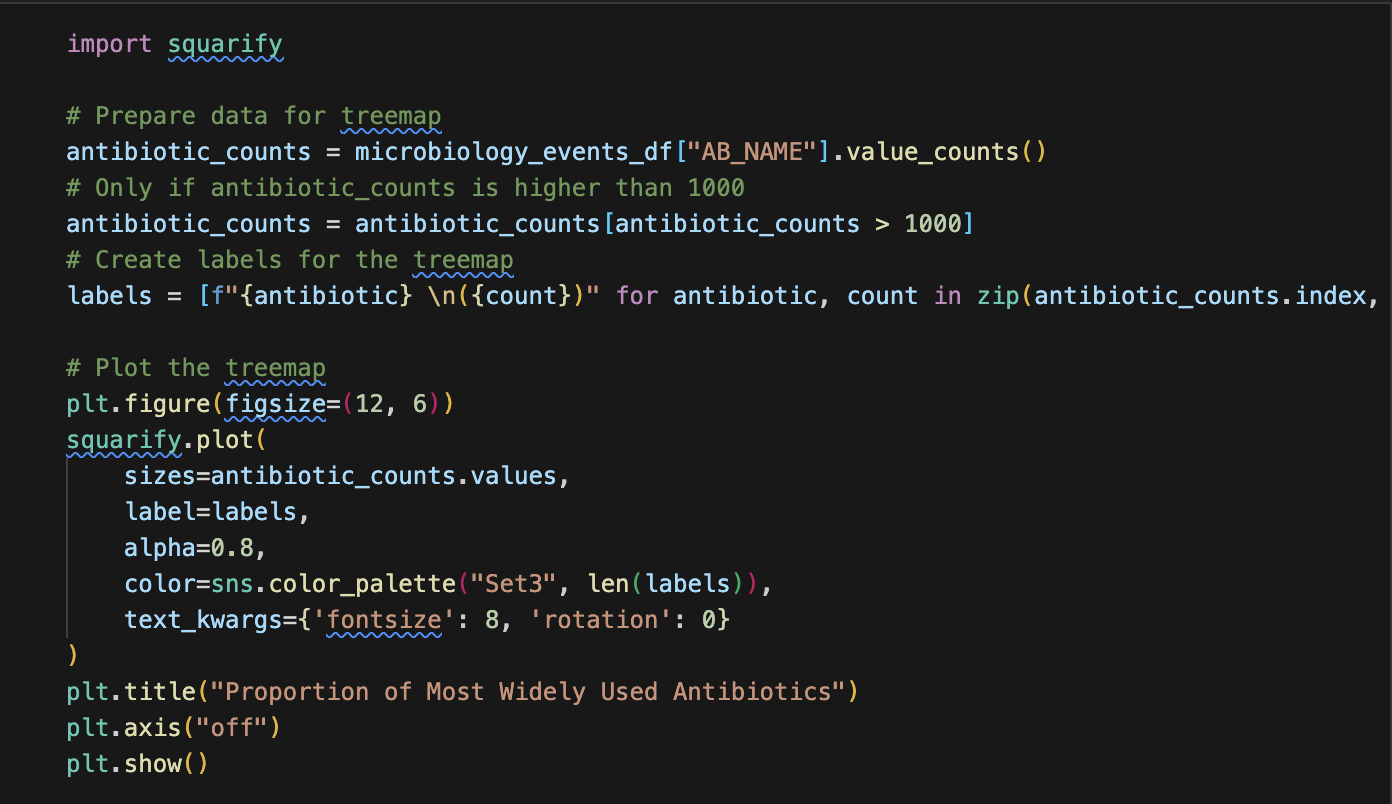 import squarify
# Prepare data for treemap
antibiotic_counts = microbiology_events_df["AB_NAME"].value_counts()
# Only if antibiotic_counts is higher than 1000
antibiotic_counts = antibiotic_counts[antibiotic_counts > 1000]
# Create labels for the treemap
labels = [f"{antibiotic} \n({count})" for antibiotic, count in zip(antibiotic_counts.index,
# Plot the treemap
plt.figure(figsize=(12, 6))
squarify.plot(
    sizes=antibiotic_counts.values,
    label=labels,
    alpha=0.8,
    color=sns.color_palette("Set3", len(labels)),
    text_kwargs={'fontsize': 8, 'rotation': 0}
)
plt.title("Proportion of Most Widely Used Antibiotics")
plt.axis("off")
plt.show()